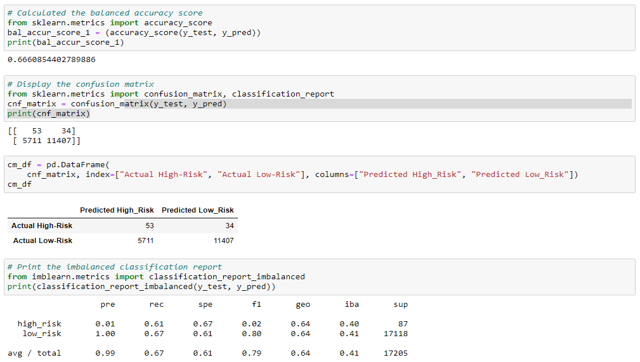 # Calculated the balanced accuracy score
from sklearn.metrics import accuracy_score
bal_accur_score_1 = (accuracy_score(y_test, y_pred))
print(bal_accur_score_1)
0.6660854402789886
# Display the confusion matrix
from sklearn.metrics import confusion_matrix, classification_report
cnf_matrix = confusion_matrix(y_test, y_pred)
print(cnf_matrix)
[[   53    34]
 [ 5711 11407]]
cm_df = pd.DataFrame(
    cnf_matrix, index=["Actual High-Risk", "Actual Low-Risk"], columns=["Predicted High_Risk", "Predicted Low_Risk"])
cm_df
Predicted High_Risk Predicted Low_Risk
Actual High-Risk 53 34
Actual Low-Risk 5711 11407
# Print the imbalanced classification report
from imblearn.metrics import classification_report_imbalanced
print(classification_report_imbalanced(y_test, y_pred))
pre rec spe f1 geo iba sup
high_risk 0.01 0.61 0.67 0.02 0.64 0.40 87
low_risk 1.00 0.67 0.61 0.80 0.64 0.41 17118
avg / total 0.99 0.67 0.61 0.79 0.64 0.41 17205